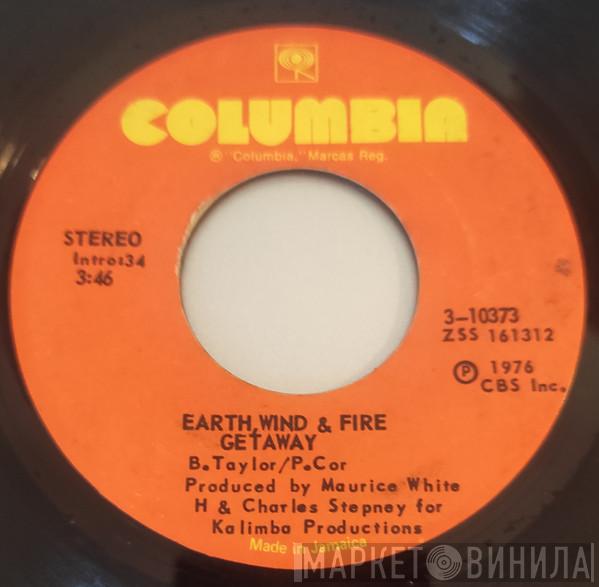 COLUMBIA
® "Columbia," Marcas Reg.
STEREO
Intro:34
3:46
3-10373
ZSS 161312
Ⓟ 1976
CBS Inc.
EARTH, WIND & FIRE
GETAWAY
B.Taylor/P.Cor
Produced by Maurice White
H & Charles Stepney for
Kalimba Productions
Made in Jamaica
МАРКЕТ ВИНИЛА